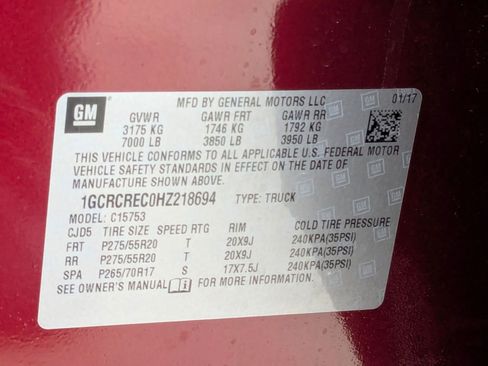 GM
MFD BY GENERAL MOTORS LLC 01/17
GVWR GAWR FRT GAWR RR
3175 KG 1746 KG 1792 KG
7000 LB 3850 LB 3950 LB
THIS VEHICLE CONFORMS TO ALL APPLICABLE U.S. FEDERAL MOTOR
VEHICLE SAFETY STANDARDS IN EFFECT ON THE DATE OF
MANUFACTURE SHOWN ABOVE.
1GCRCREC0HZ218694 TYPE: TRUCK
MODEL: C15753
CJD5 TIRE SIZE SPEED RTG RIM COLD TIRE PRESSURE
FRT P275/55R20 T 20X9J 240KPA(35PSI)
RR P275/55R20 T 20X9J 240KPA(35PSI)
SPA P265/70R17 S 17X7.5J 240KPA(35PSI)
SEE OWNER'S MANUAL FOR MORE INFORMATION